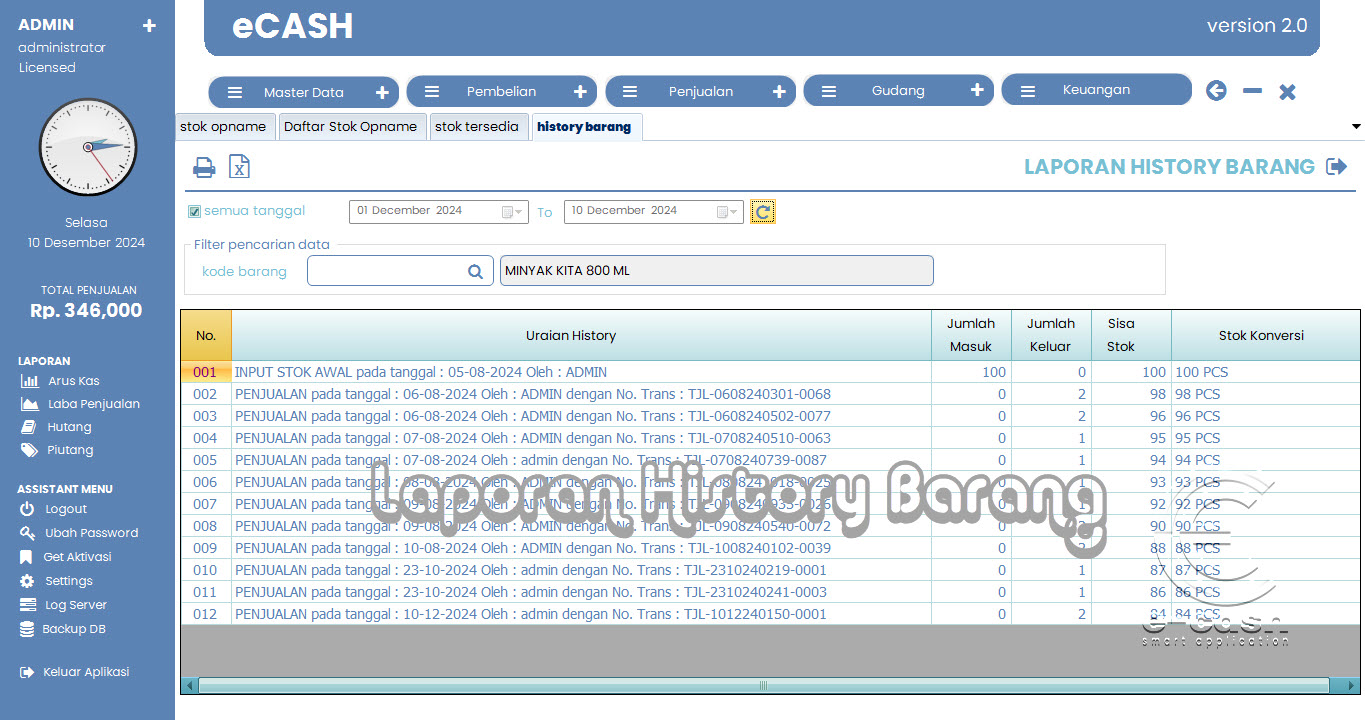 ADMIN
administrator
Licensed
Selasa
10 Desember 2024
TOTAL PENJUALAN
Rp. 346,000
LAPORAN
Arus Kas
Laba Penjualan
Hutang
Piutang
ASSISTANT MENU
Logout
Ubah Password
Get Aktivasi
Settings
Log Server
Backup DB
Keluar Aplikasi
eCASH version 2.0
Master Data Pembelian Penjualan Gudang Keuangan
stok opname Daftar Stok Opname stok tersedia history barang
LAPORAN HISTORY BARANG
semua tanggal 01 December 2024 To 10 December 2024
Filter pencarian data
kode barang MINYAK KITA 800 ML
No. Uraian History Jumlah Masuk Jumlah Keluar Sisa Stok Stok Konversi
001 INPUT STOK AWAL pada tanggal : 05-08-2024 Oleh : ADMIN 100 0 100 100 PCS
002 PENJUALAN pada tanggal : 06-08-2024 Oleh : ADMIN dengan No. Trans : TJL-0608240301-0068 0 2 98 98 PCS
003 PENJUALAN pada tanggal : 06-08-2024 Oleh : ADMIN dengan No. Trans : TJL-0608240502-0077 0 2 96 96 PCS
004 PENJUALAN pada tanggal : 07-08-2024 Oleh : ADMIN dengan No. Trans : TJL-0708240510-0063 0 1 95 95 PCS
005 PENJUALAN pada tanggal : 07-08-2024 Oleh : admin dengan No. Trans : TJL-0708240739-0087 0 1 94 94 PCS
006 PENJUALAN pada tanggal : 08-08-2024 Oleh : ADMIN dengan No. Trans : 0 1 93 93 PCS
007 PENJUALAN pada tanggal : 09-08-2024 Oleh : ADMIN dengan No. Trans : 0 1 92 92 PCS
008 PENJUALAN pada tanggal : 09-08-2024 Oleh : ADMIN dengan No. Trans : TJL-0908240540-0072 0 2 90 90 PCS
009 PENJUALAN pada tanggal : 10-08-2024 Oleh : ADMIN dengan No. Trans : TJL-1008240102-0039 0 2 88 88 PCS
010 PENJUALAN pada tanggal : 23-10-2024 Oleh : admin dengan No. Trans : TJL-2310240219-0001 0 1 87 87 PCS
011 PENJUALAN pada tanggal : 23-10-2024 Oleh : admin dengan No. Trans : TJL-2310240241-0003 0 1 86 86 PCS
012 PENJUALAN pada tanggal : 10-12-2024 Oleh : admin dengan No. Trans : TJL-1012240150-0001 0 2 84 84 PCS
Laporan History Barang
e-cash
smart application